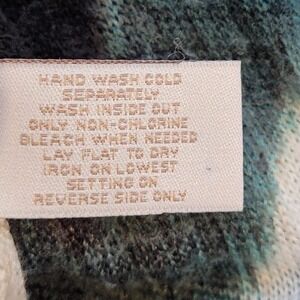 HAND WASH COLD
SEPARATELY
WASH INSIDE OUT
ONLY NON-CHLORINE
BLEACH WHEN NEEDED
LAY FLAT TO DRY
IRON ON LOWEST
SETTING ON
REVERSE SIDE ONLY